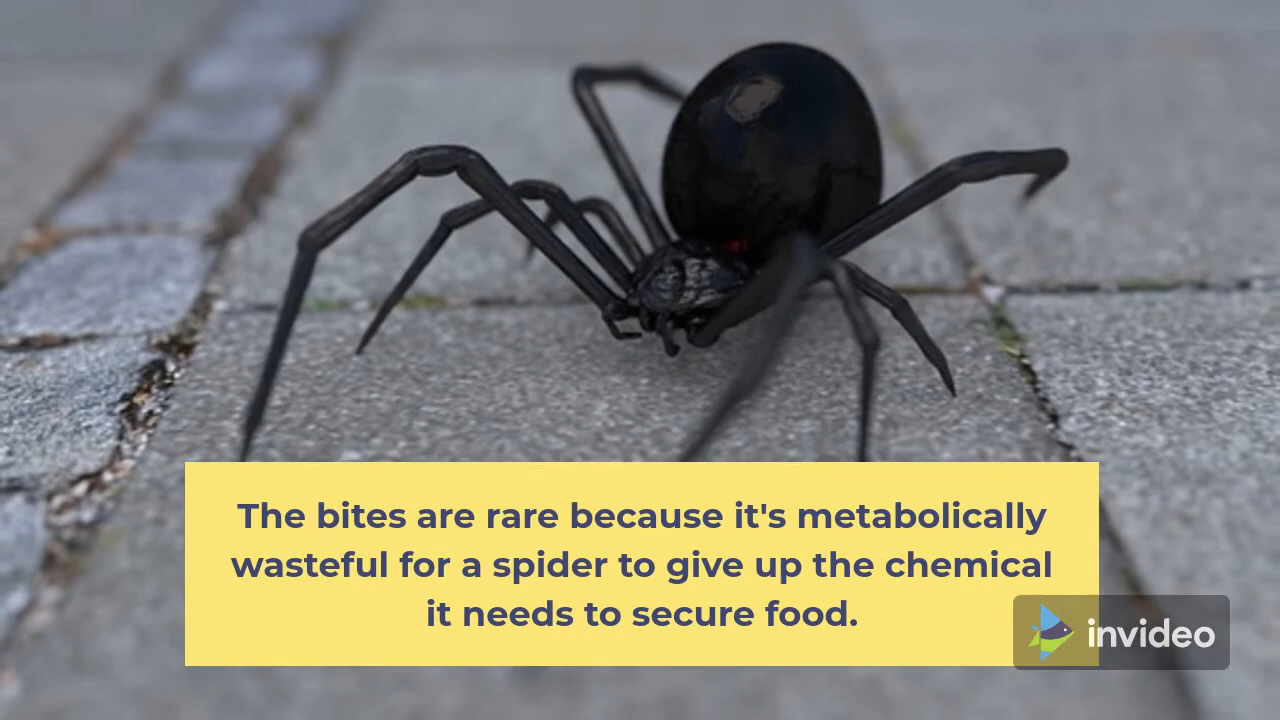 The bites are rare because it's metabolically
wasteful for a spider to give up the chemical
it needs to secure food.
invideo